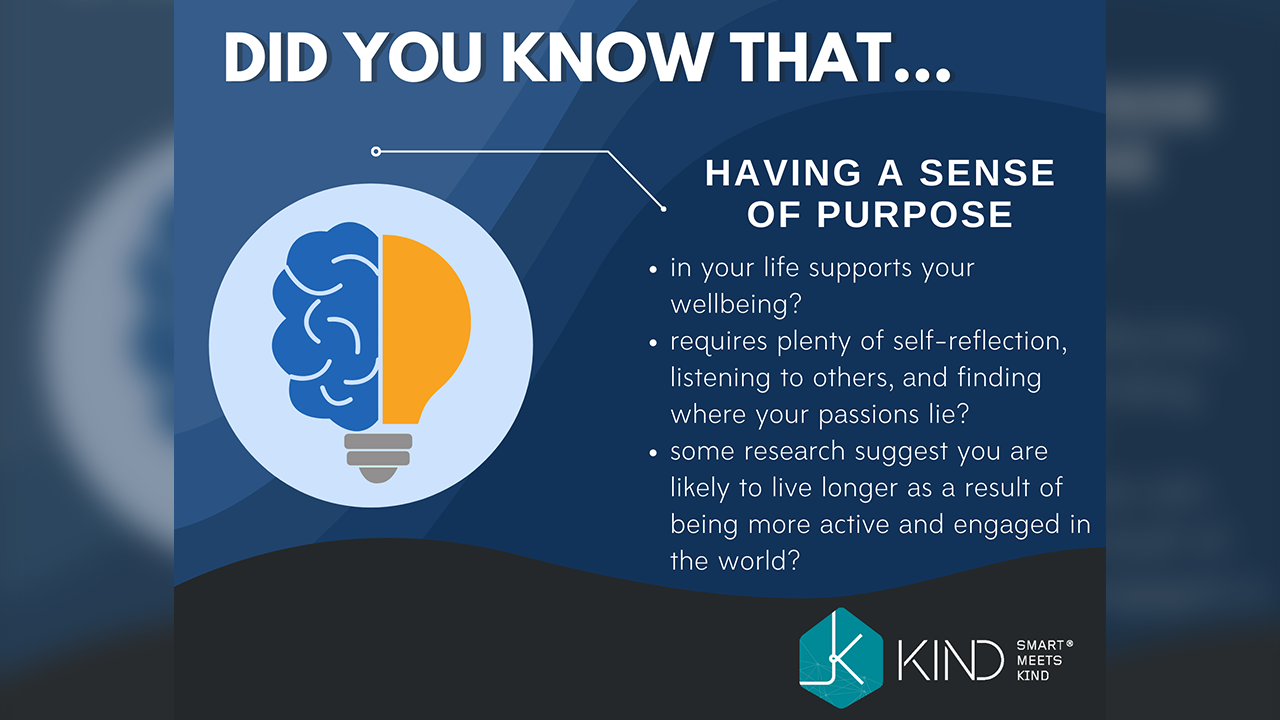 DID YOU KNOW THAT...
HAVING A SENSE
OF PURPOSE
• in your life supports your
wellbeing?
• requires plenty of self-reflection,
listening to others, and finding
where your passions lie?
• some research suggest you are
likely to live longer as a result of
being more active and engaged in
the world?
K
KIND
SMART®
MEETS
KIND